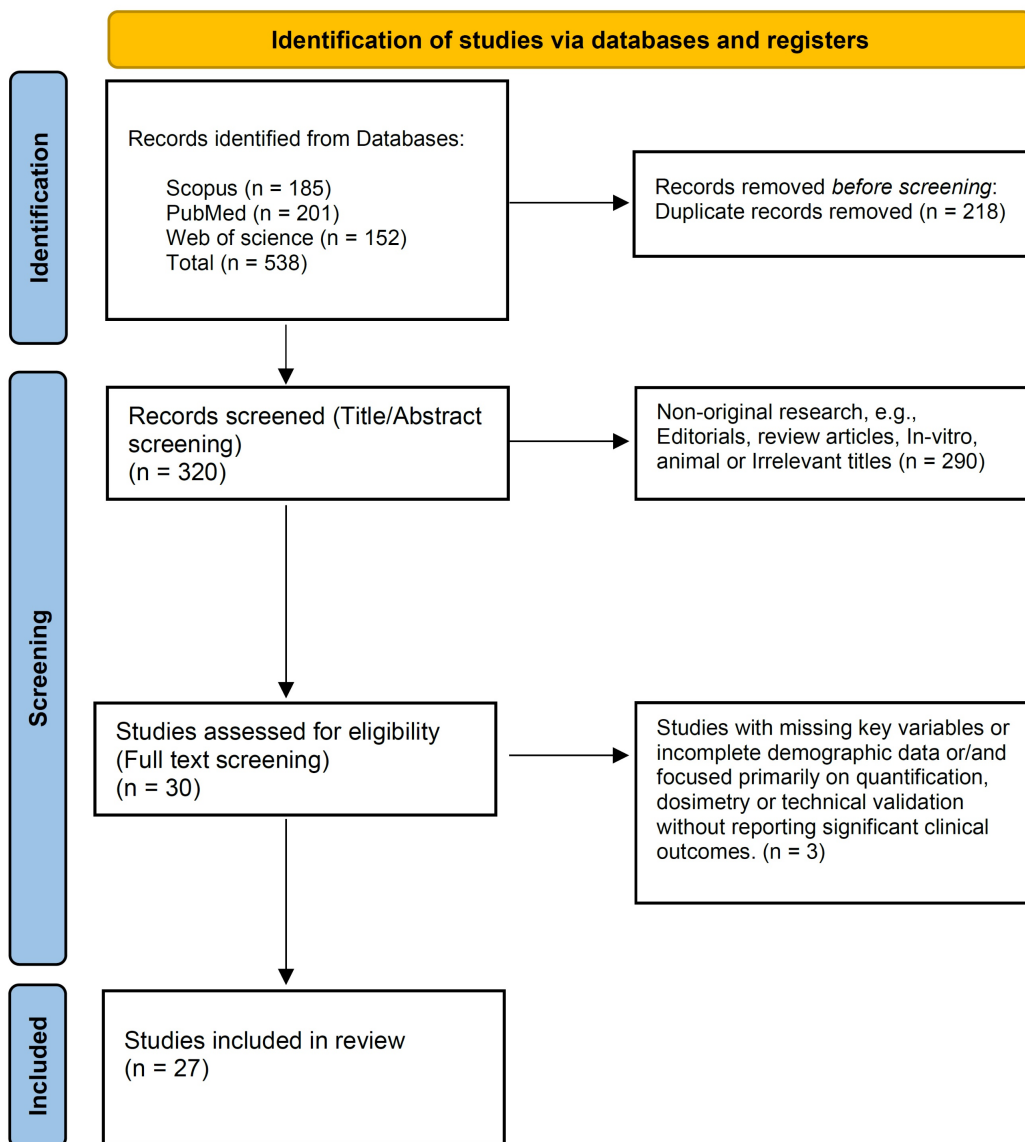 Identification of studies via databases and registers
Identification
Records identified from Databases:
Scopus (n = 185)
PubMed (n = 201)
Web of science (n = 152)
Total (n = 538)
Records removed before screening:
Duplicate records removed (n = 218)
Screening
Records screened (Title/Abstract
screening)
(n = 320)
Non-original research, e.g.,
Editorials, review articles, In-vitro,
animal or Irrelevant titles (n = 290)
Studies assessed for eligibility
(Full text screening)
(n = 30)
Studies with missing key variables or
incomplete demographic data or/and
focused primarily on quantification,
dosimetry or technical validation
without reporting significant clinical
outcomes. (n = 3)
Included
Studies included in review
(n = 27)